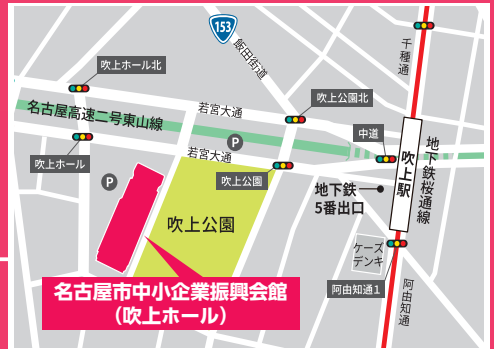 153
飯田街道
千種通
吹上ホール北
吹上公園北
若宮大通
名古屋高速二号東山線
中道
P
若宮大通
吹上ホール
P
吹上公園
吹上駅
地下鉄桜通線
地下鉄
5番出口
吹上公園
ケーズ
デンキ
阿由知通1
阿由知通
名古屋市中小企業振興会館
（吹上ホール）